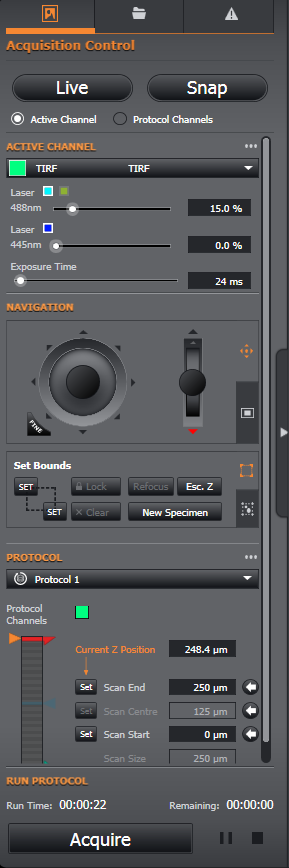 Acquisition Control
Live Snap
Active Channel Protocol Channels
ACTIVE CHANNEL
TIRF TIRF
Laser
488nm 15.0 %
Laser
445nm 0.0 %
Exposure Time
24 ms
NAVIGATION
FINE
Set Bounds
SET Lock Refocus Esc. Z
SET Clear New Specimen
PROTOCOL
Protocol 1
Protocol
Channels
Current Z Position 248.4 µm
Set Scan End 250 µm
Set Scan Centre 125 µm
Set Scan Start 0 µm
Scan Size 250 µm
RUN PROTOCOL
Run Time: 00:00:22 Remaining: 00:00:00
Acquire